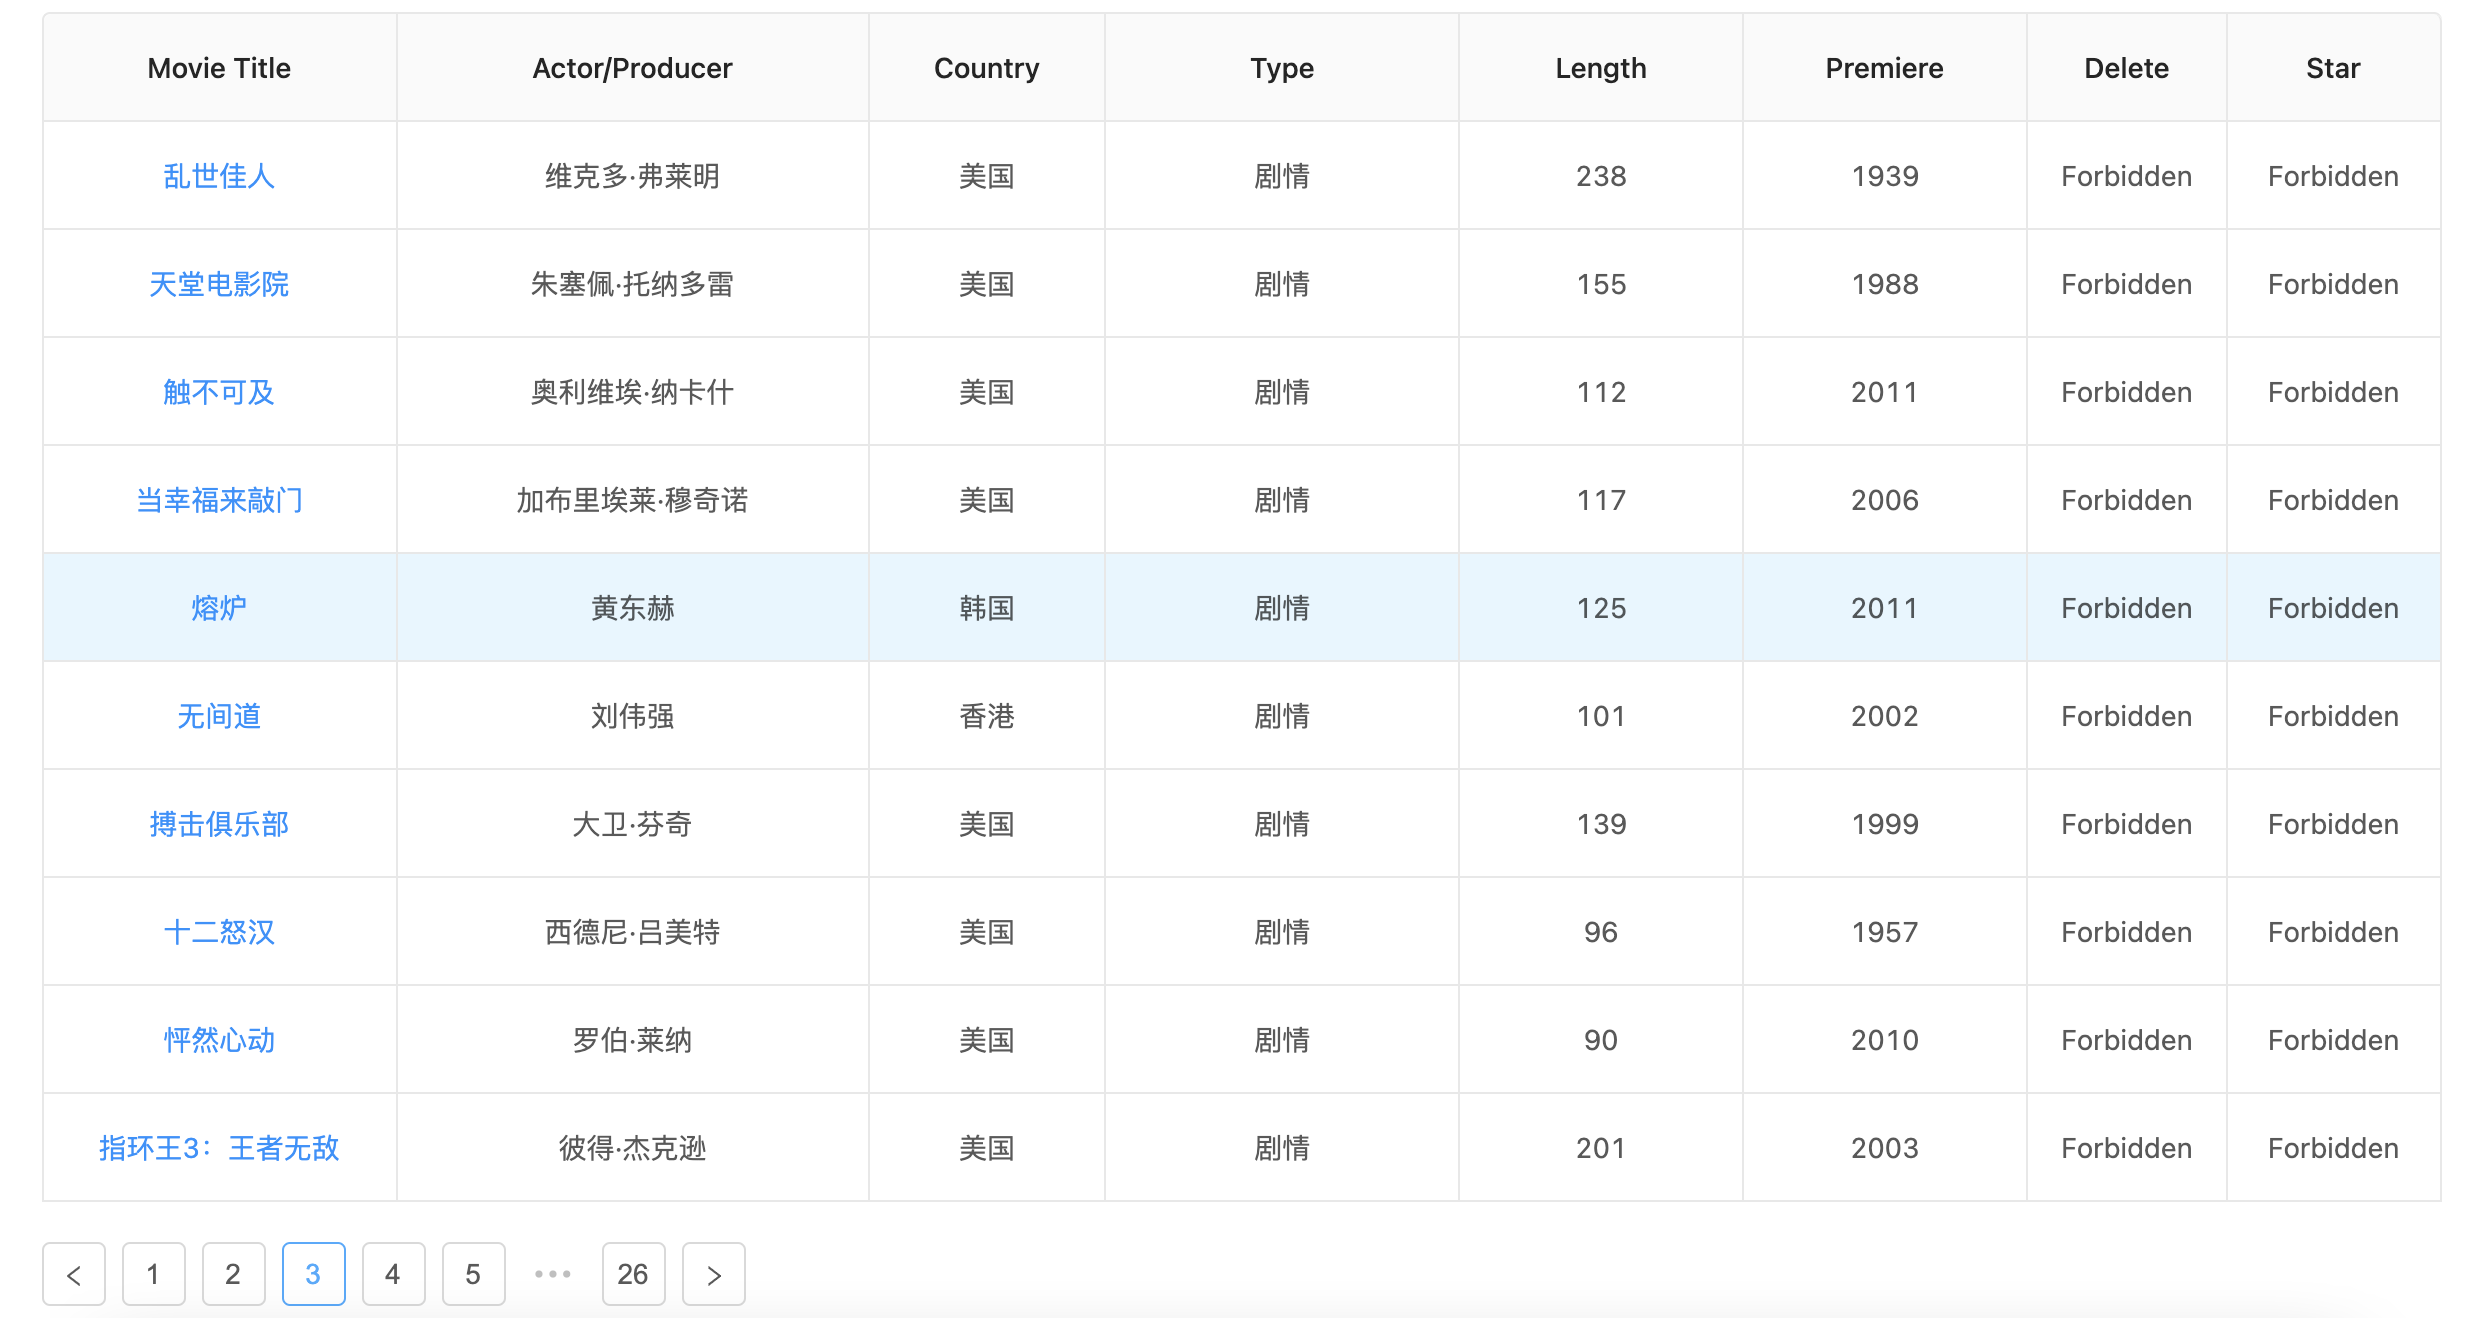 Movie Title Actor/Producer Country Type Length Premiere Delete Star
乱世佳人 维克多·弗莱明 美国 剧情 238 1939 Forbidden Forbidden
天堂电影院 朱塞佩·托纳多雷 美国 剧情 155 1988 Forbidden Forbidden
触不可及 奥利维埃·纳卡什 美国 剧情 112 2011 Forbidden Forbidden
当幸福来敲门 加布里埃莱·穆奇诺 美国 剧情 117 2006 Forbidden Forbidden
熔炉 黄东赫 韩国 剧情 125 2011 Forbidden Forbidden
无间道 刘伟强 香港 剧情 101 2002 Forbidden Forbidden
搏击俱乐部 大卫·芬奇 美国 剧情 139 1999 Forbidden Forbidden
十二怒汉 西德尼·吕美特 美国 剧情 96 1957 Forbidden Forbidden
怦然心动 罗伯·莱纳 美国 剧情 90 2010 Forbidden Forbidden
指环王3：王者无敌 彼得·杰克逊 美国 剧情 201 2003 Forbidden Forbidden
< 1 2 3 4 5 ••• 26 >